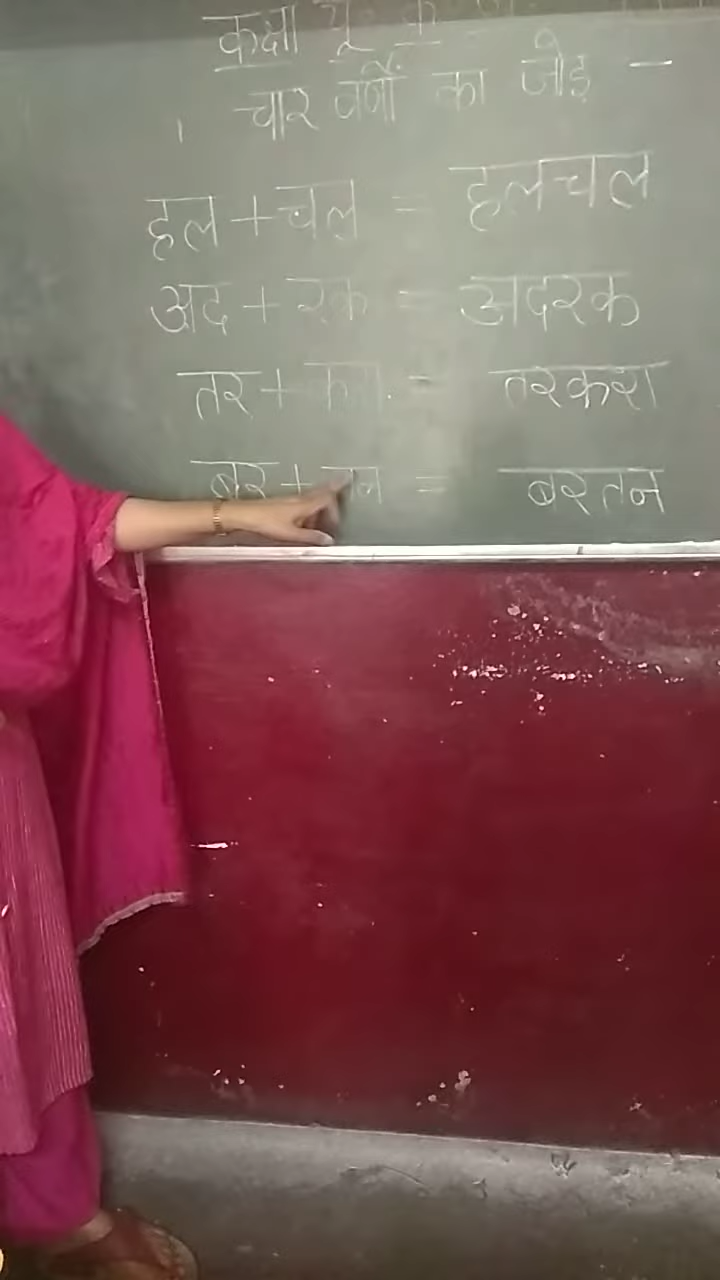 कक्षा यू के
चार वर्णों का जोड़ –
हल + चल = हलचल
अद + रक = अदरक
तर + = तरकश
बर + तन = बरतन